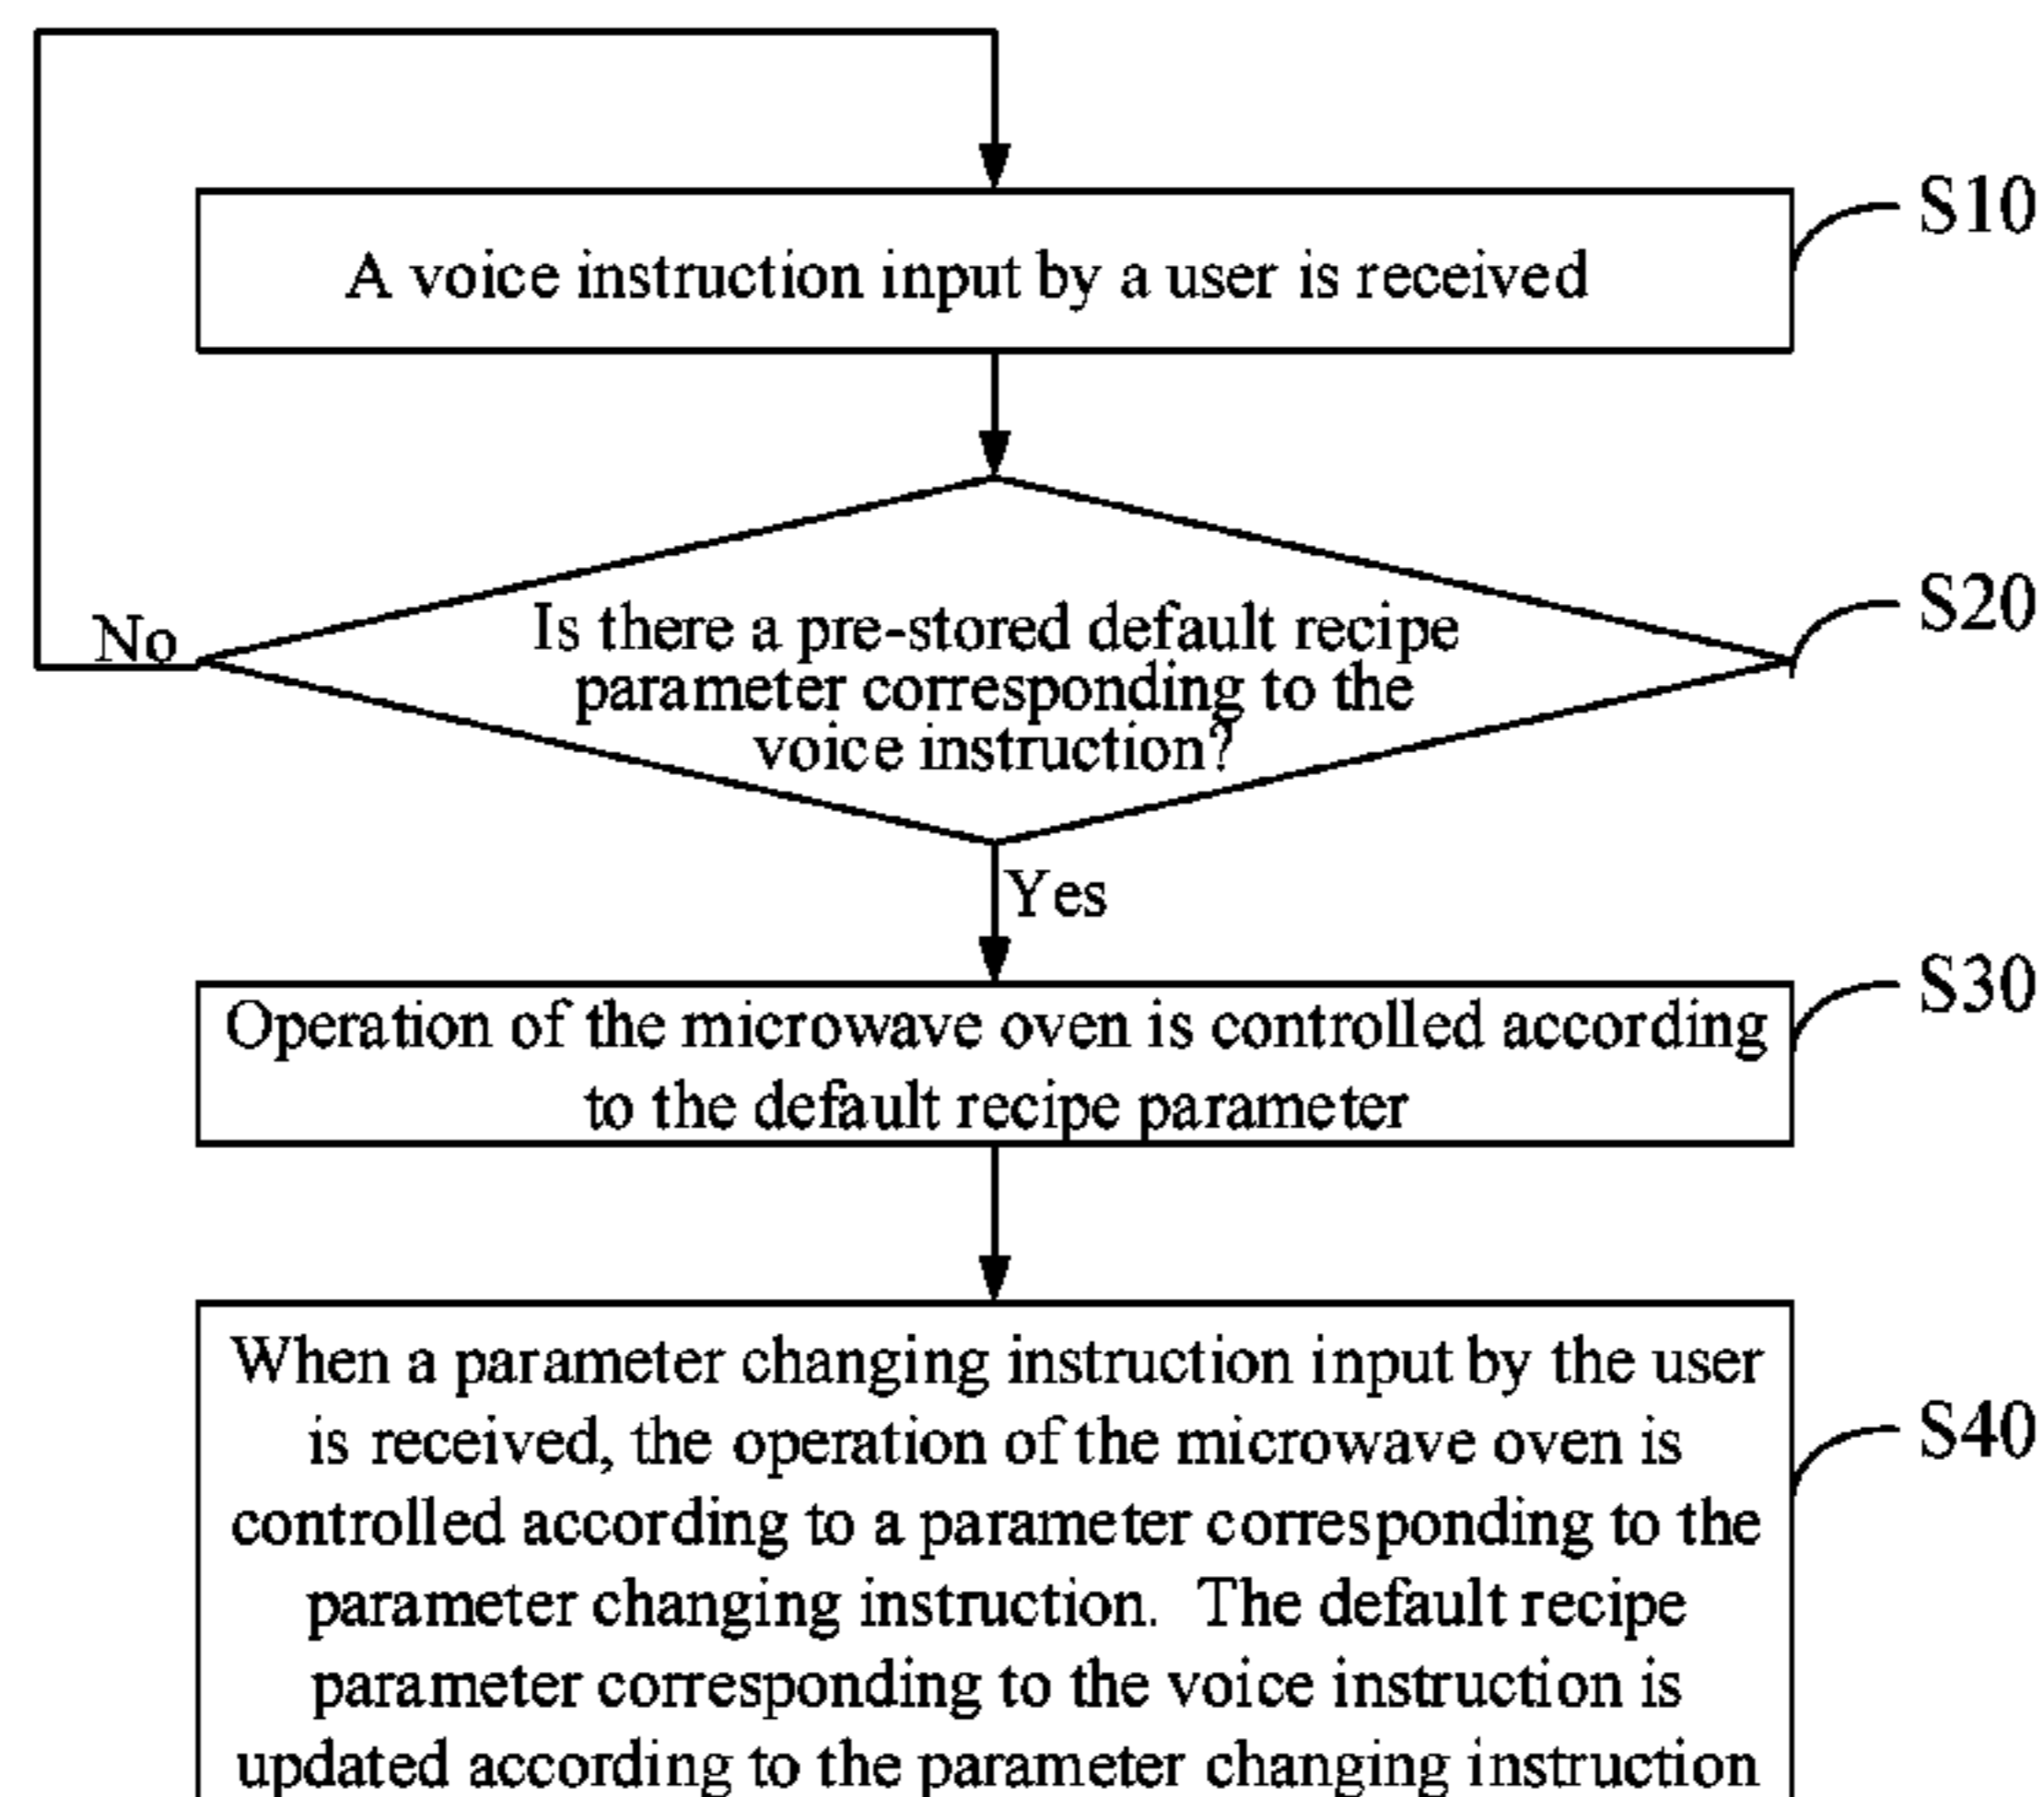 A voice instruction input by a user is received
S10
Is there a pre-stored default recipe
parameter corresponding to the
voice instruction?
S20
No
Yes
Operation of the microwave oven is controlled according
to the default recipe parameter
S30
When a parameter changing instruction input by the user
is received, the operation of the microwave oven is
controlled according to a parameter corresponding to the
parameter changing instruction. The default recipe
parameter corresponding to the voice instruction is
updated according to the parameter changing instruction
S40